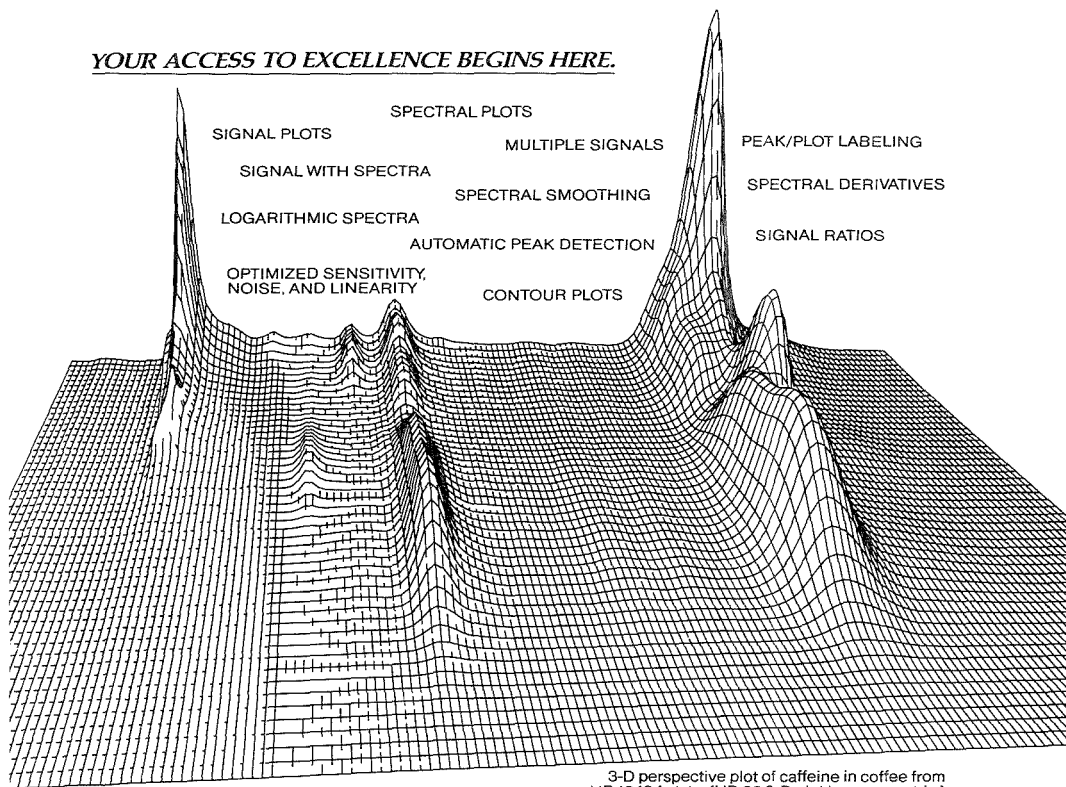 YOUR ACCESS TO EXCELLENCE BEGINS HERE.
SPECTRAL PLOTS
SIGNAL PLOTS
MULTIPLE SIGNALS
PEAK/PLOT LABELING
SIGNAL WITH SPECTRA
SPECTRAL SMOOTHING
SPECTRAL DERIVATIVES
LOGARITHMIC SPECTRA
AUTOMATIC PEAK DETECTION
SIGNAL RATIOS
OPTIMIZED SENSITIVITY,
NOISE, AND LINEARITY
CONTOUR PLOTS
3-D perspective plot of caffeine in coffee from